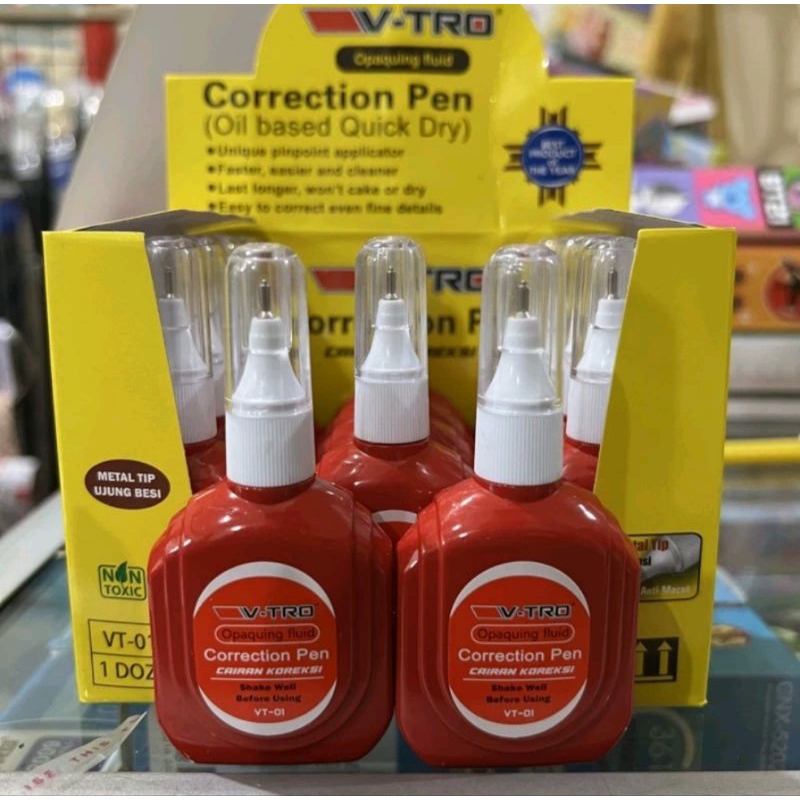 V-TRO
Opaquing fluid
Correction Pen
(Oil based Quick Dry)
Unique pinpoint applicator
Faster, easier and cleaner
Last longer, won't cake or dry
Easy to correct even fine details
BEST
PRODUCT
OF
THE YEAR
TRO
orrection P
CAIRAN KOREKSI
METAL TIP
UJUNG BESI
NON
TOXIC
VT-01
1 DOZ
tal Tip
Anti Macet
V-TRO
Opaquing fluid
Correction Pen
CAIRAN KOREKSI
Shake Well
Before Using
VT-01
V-TRO
Opaquing fluid
Correction Pen
CAIRAN KOREKSI
Shake Well
Before Using
VT-01